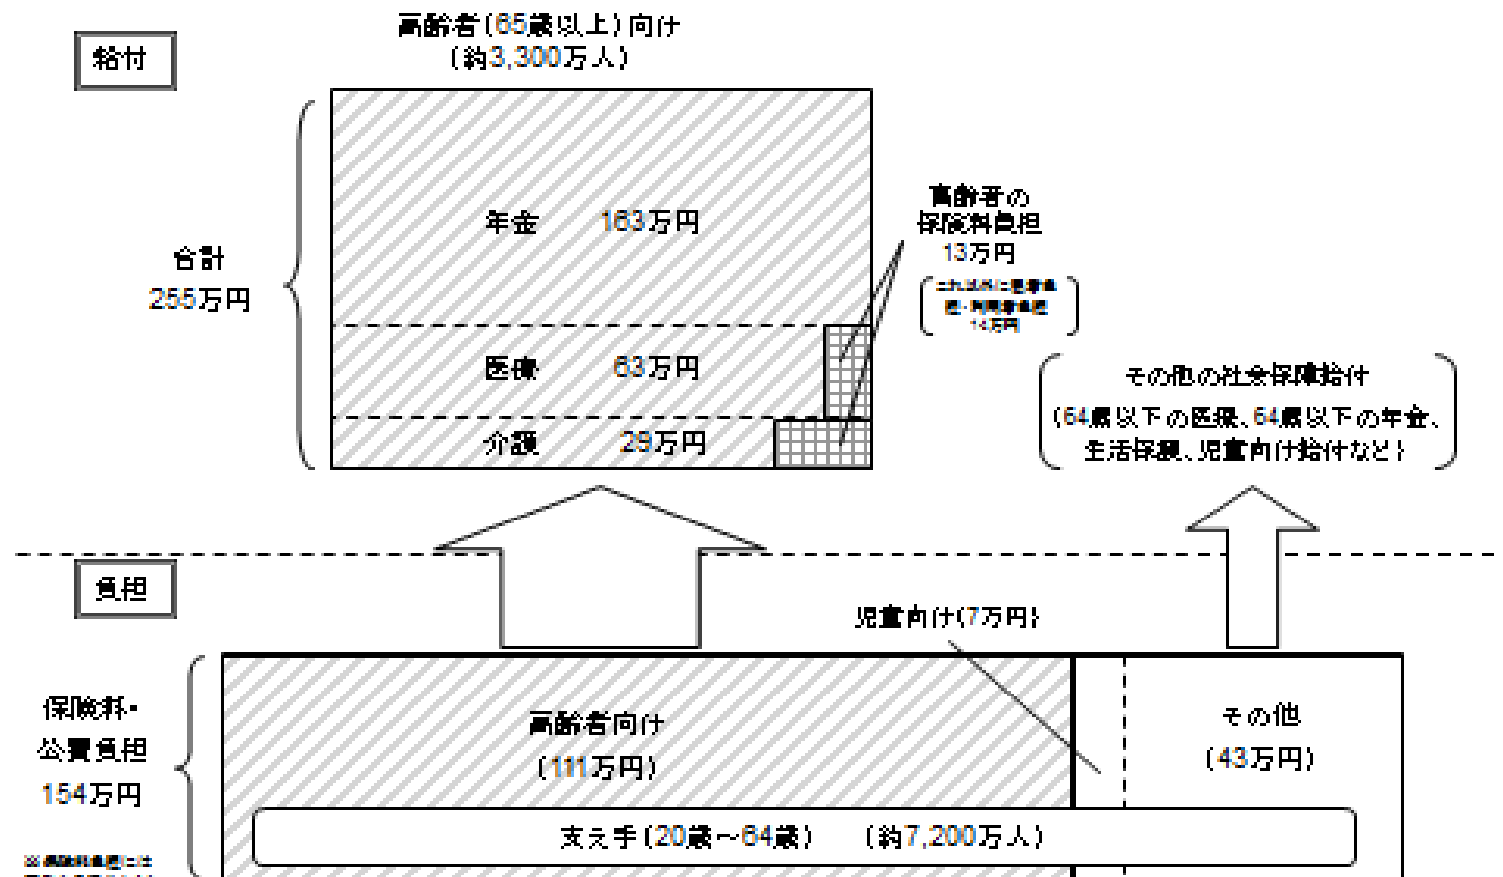 給付
高齢者(65歳以上)向け
(約3,300万人)
年金 163万円
高齢者の
保険料負担
13万円
合計
255万円
14万円
医療 63万円
その他の社会保障給付
(64歳以下の医療、64歳以下の年金、
生活保護、児童向け給付など)
介護 29万円
負担
児童向け(7万円)
保険料・
公費負担
154万円
高齢者向け
(111万円)
その他
(43万円)
支え手(20歳～64歳) (約7,200万人)